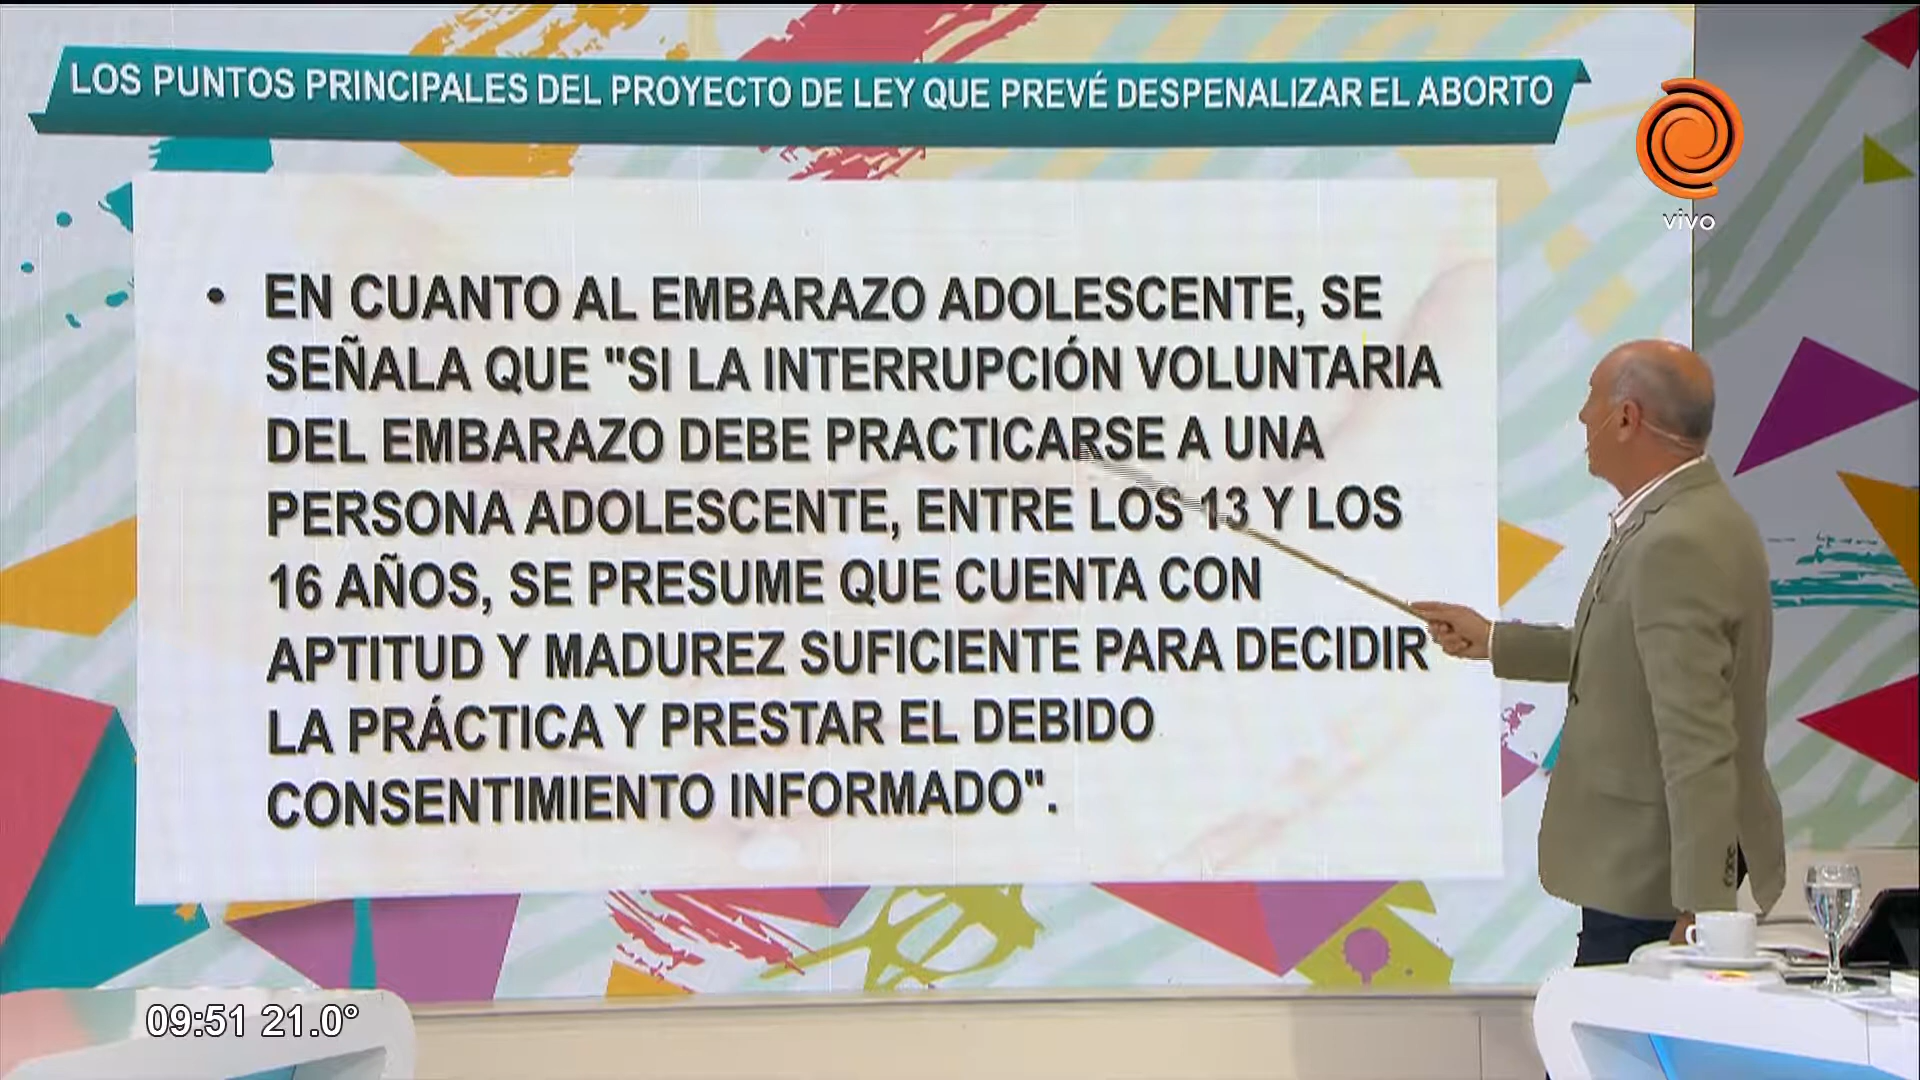 LOS PUNTOS PRINCIPALES DEL PROYECTO DE LEY QUE PREVÉ DESPENALIZAR EL ABORTO
vivo
• EN CUANTO AL EMBARAZO ADOLESCENTE, SE
SEÑALA QUE "SI LA INTERRUPCIÓN VOLUNTARIA
DEL EMBARAZO DEBE PRACTICARSE A UNA
PERSONA ADOLESCENTE, ENTRE LOS 13 Y LOS
16 AÑOS, SE PRESUME QUE CUENTA CON
APTITUD Y MADUREZ SUFICIENTE PARA DECIDIR
LA PRÁCTICA Y PRESTAR EL DEBIDO
CONSENTIMIENTO INFORMADO".
09:51 21.0°